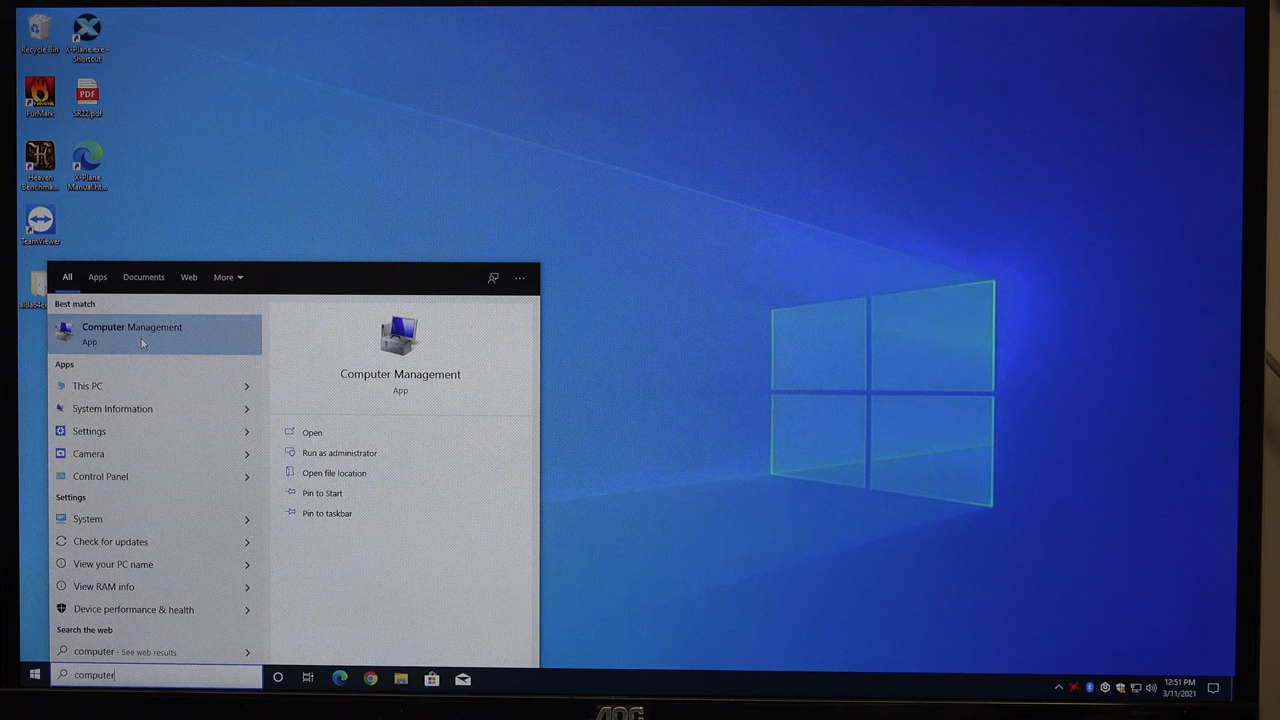 Recycle Bin
X-Plane.exe -
Shortcut
FurMark
PDF
SR22.pdf
Heaven
Benchma...
X-Plane
Manual.ht...
TeamViewer
All
Apps
Documents
Web
More
Best match
Computer Management
App
Apps
This PC
System Information
Settings
Camera
Control Panel
Settings
System
Check for updates
View your PC name
View RAM info
Device performance & health
Search the web
computer - See web results
computer
Computer Management
App
Open
Run as administrator
Open file location
Pin to Start
Pin to taskbar
12:51 PM
3/11/2021
AOC